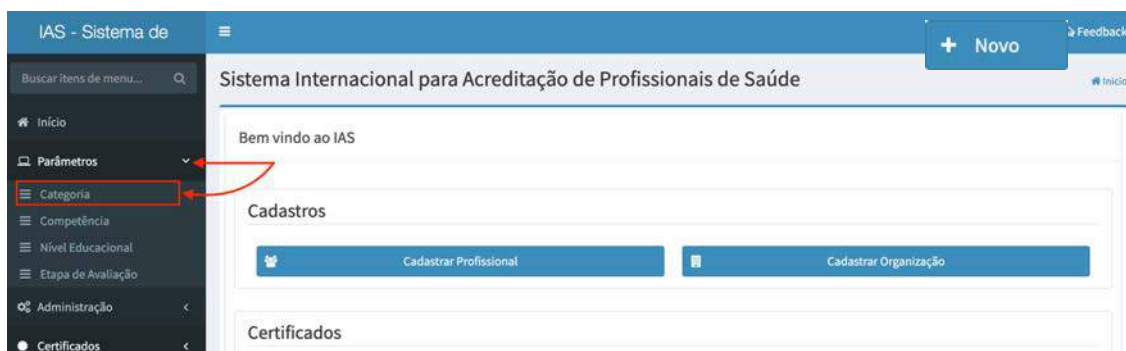 IAS - Sistema de
+ Novo
Feedback
Buscar itens de menu...
Sistema Internacional para Acreditação de Profissionais de Saúde
Início
Início
Bem vindo ao IAS
Parâmetros
Categoria
Competência
Nível Educacional
Etapa de Avaliação
Administração
Certificados
Cadastros
Cadastrar Profissional
Cadastrar Organização
Certificados